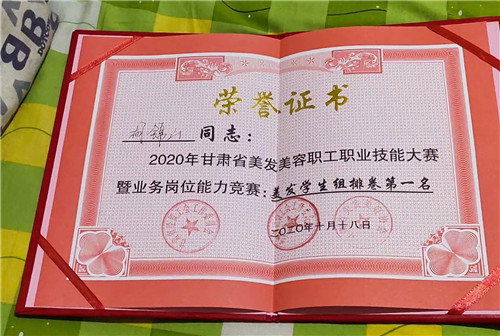 荣誉证书
同志：
2020年甘肃省美发美容职工职业技能大赛
暨业务岗位能力竞赛：美发学生组排卷第一名
二〇二〇年十月十八日